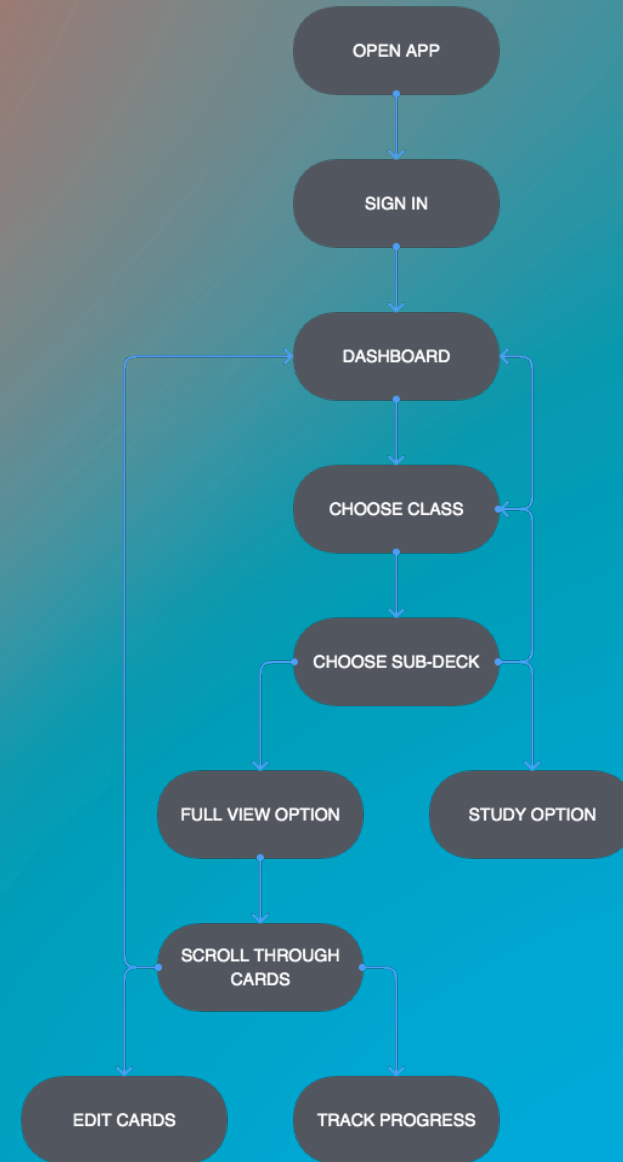 OPEN APP
SIGN IN
DASHBOARD
CHOOSE CLASS
CHOOSE SUB-DECK
FULL VIEW OPTION
STUDY OPTION
SCROLL THROUGH
CARDS
EDIT CARDS
TRACK PROGRESS